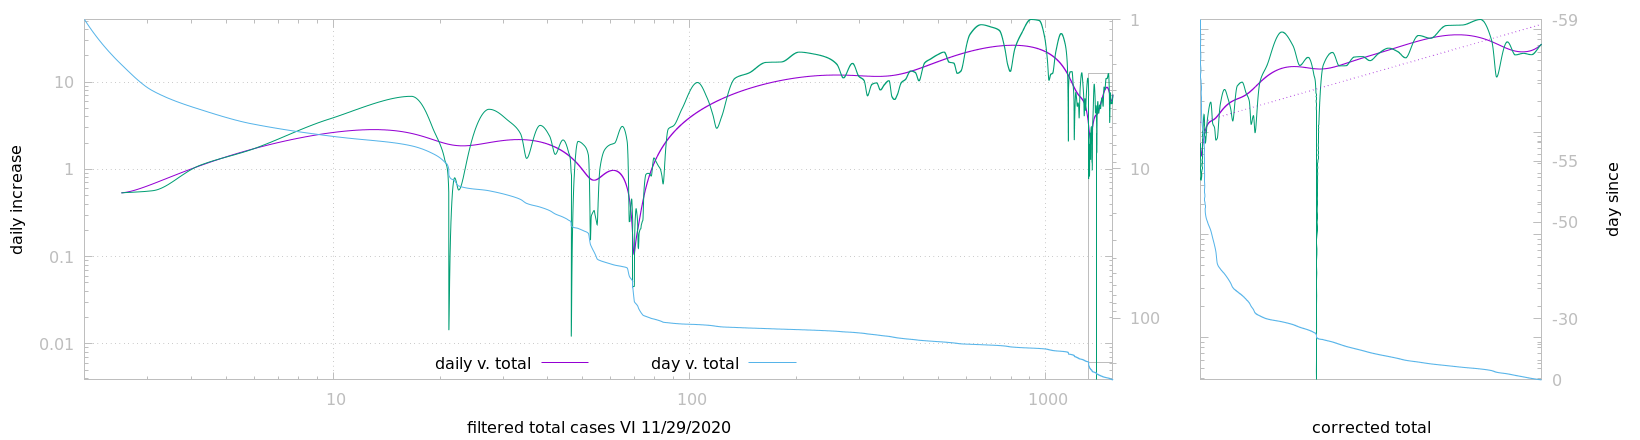 daily increase
10
1
0.1
0.01
daily v. total
day v. total
1
10
100
10
100
1000
filtered total cases VI 11/29/2020
-59
-55
-50
-30
0
day since
corrected total